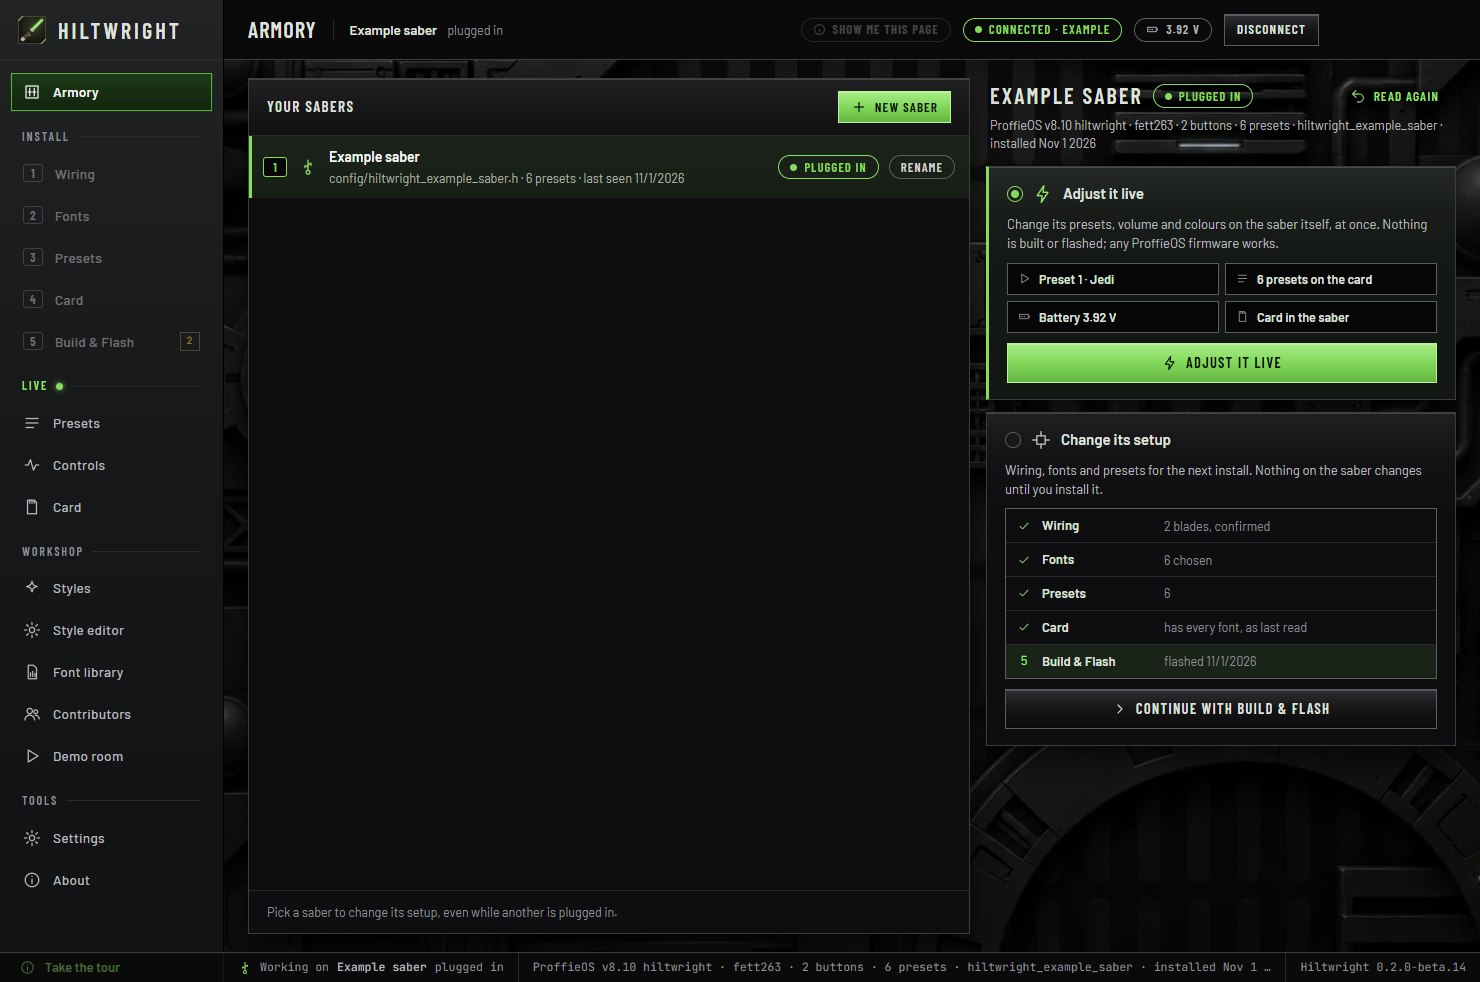 HILTWRIGHT
ARMORY
Example saber plugged in
SHOW ME THIS PAGE
CONNECTED · EXAMPLE
3.92 V
DISCONNECT
Armory
INSTALL
1 Wiring
2 Fonts
3 Presets
4 Card
5 Build & Flash 2
LIVE
Presets
Controls
Card
WORKSHOP
Styles
Style editor
Font library
Contributors
Demo room
TOOLS
Settings
About
Take the tour
YOUR SABERS
NEW SABER
1
Example saber
config/hiltwright_example_saber.h · 6 presets · last seen 11/1/2026
PLUGGED IN
RENAME
Pick a saber to change its setup, even while another is plugged in.
EXAMPLE SABER
PLUGGED IN
READ AGAIN
ProffieOS v8.10 hiltwright · fett263 · 2 buttons · 6 presets · hiltwright_example_saber ·
installed Nov 1 2026
Adjust it live
Change its presets, volume and colours on the saber itself, at once. Nothing
is built or flashed; any ProffieOS firmware works.
Preset 1 · Jedi
6 presets on the card
Battery 3.92 V
Card in the saber
ADJUST IT LIVE
Change its setup
Wiring, fonts and presets for the next install. Nothing on the saber changes
until you install it.
Wiring 2 blades, confirmed
Fonts 6 chosen
Presets 6
Card has every font, as last read
5 Build & Flash flashed 11/1/2026
CONTINUE WITH BUILD & FLASH
Working on Example saber plugged in
ProffieOS v8.10 hiltwright · fett263 · 2 buttons · 6 presets · hiltwright_example_saber · installed Nov 1 …
Hiltwright 0.2.0-beta.14